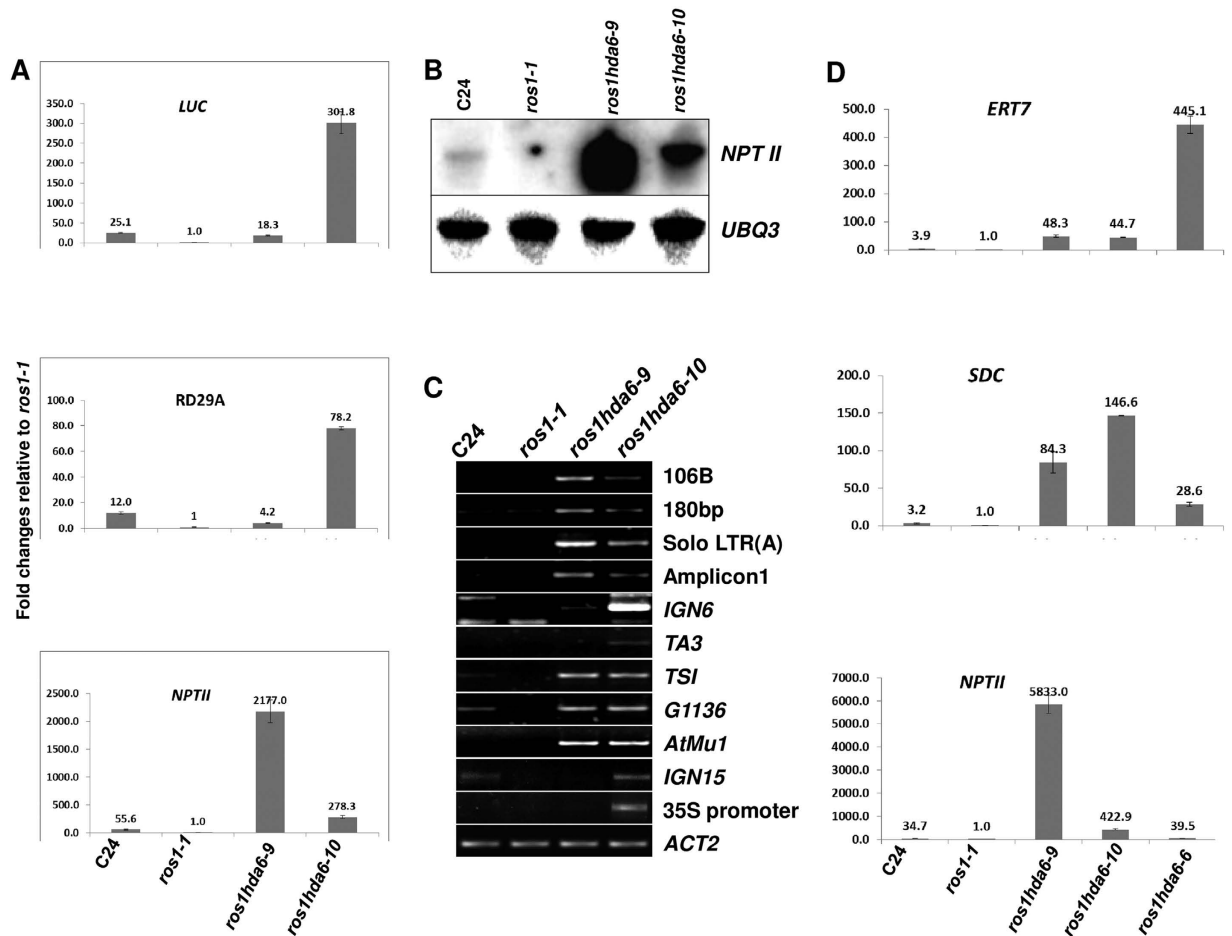 A
Fold changes relative to ros1-1
LUC
350.0
300.0
250.0
200.0
150.0
100.0
50.0
0.0
25.1
1.0
18.3
301.8
RD29A
100.0
80.0
60.0
40.0
20.0
0.0
12.0
1
4.2
78.2
NPTII
2500.0
2000.0
1500.0
1000.0
500.0
0.0
55.6
1.0
2177.0
278.3
C24
ros1-1
ros1hda6-9
ros1hda6-10
B
C24
ros1-1
ros1hda6-9
ros1hda6-10
NPT II
UBQ3
C
C24
ros1-1
ros1hda6-9
ros1hda6-10
106B
180bp
Solo LTR(A)
Amplicon1
IGN6
TA3
TSI
G1136
AtMu1
IGN15
35S promoter
ACT2
D
ERT7
500.0
400.0
300.0
200.0
100.0
0.0
3.9
1.0
48.3
44.7
445.1
SDC
200.0
150.0
100.0
50.0
0.0
3.2
1.0
84.3
146.6
28.6
NPTII
7000.0
6000.0
5000.0
4000.0
3000.0
2000.0
1000.0
0.0
34.7
1.0
5833.0
422.9
39.5
C24
ros1-1
ros1hda6-9
ros1hda6-10
ros1hda6-6